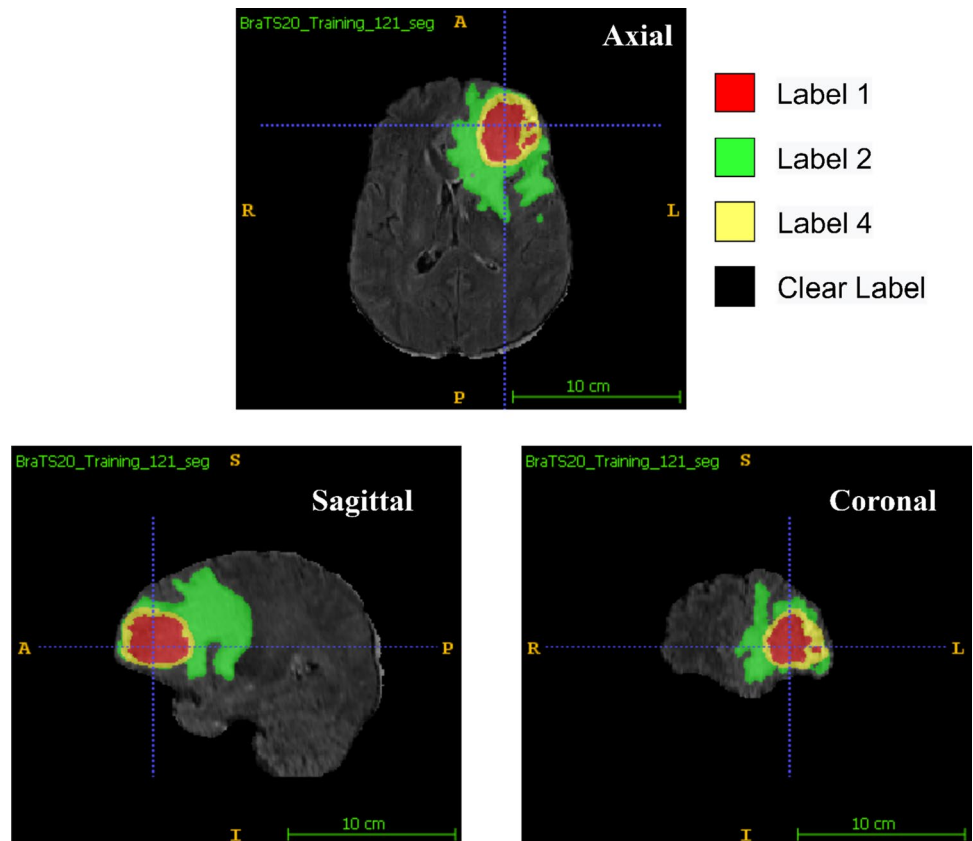 BraTS20_Training_121_seg
A
Axial
R
L
10 cm
P
Label 1
Label 2
Label 4
Clear Label
BraTS20_Training_121_seg
S
Sagittal
A
P
10 cm
I
BraTS20_Training_121_seg
S
Coronal
R
L
10 cm
I